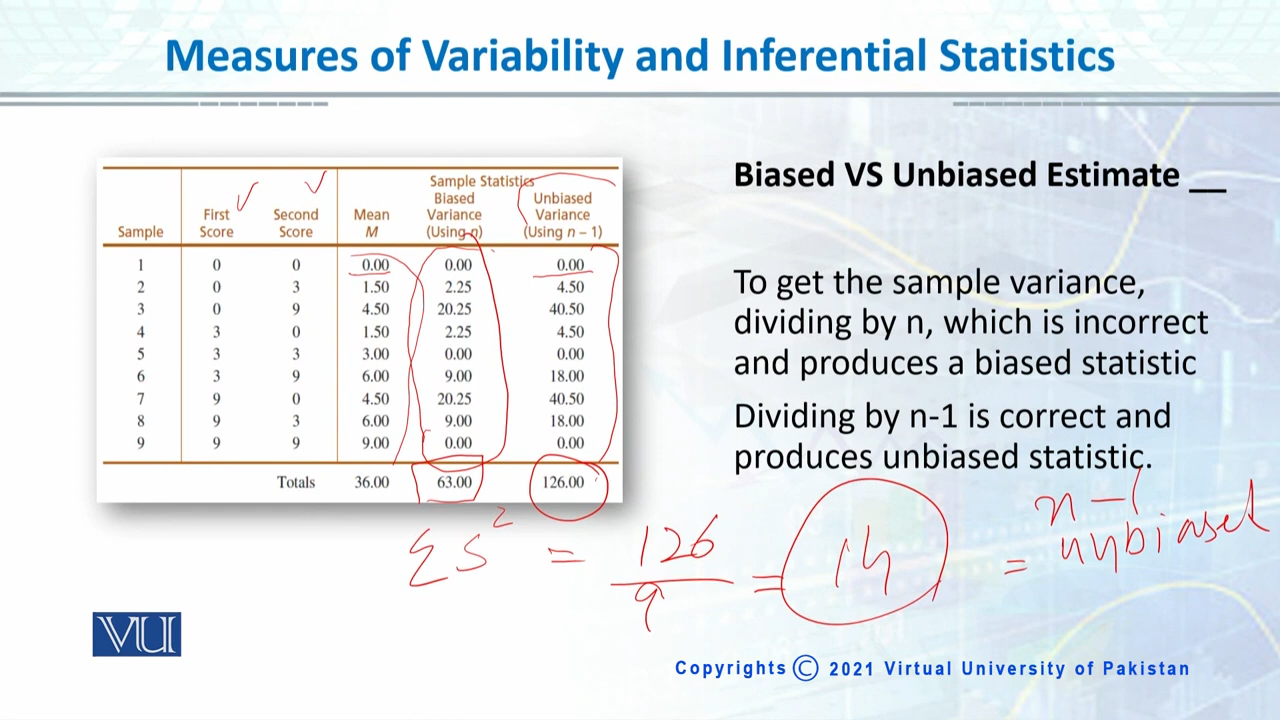 Measures of Variability and Inferential Statistics
Sample Statistics
Biased Unbiased
First Second Mean Variance Variance
Sample Score Score M (Using n) (Using n – 1)
1 0 0 0.00 0.00 0.00
2 0 3 1.50 2.25 4.50
3 0 9 4.50 20.25 40.50
4 3 0 1.50 2.25 4.50
5 3 3 3.00 0.00 0.00
6 3 9 6.00 9.00 18.00
7 9 0 4.50 20.25 40.50
8 9 3 6.00 9.00 18.00
9 9 9 9.00 0.00 0.00
Totals 36.00 63.00 126.00
Biased VS Unbiased Estimate __
To get the sample variance,
dividing by n, which is incorrect
and produces a biased statistic
Dividing by n-1 is correct and
produces unbiased statistic.
n-1
ΣS² = 126/9 = 14 = unbiased
VU
Copyrights © 2021 Virtual University of Pakistan